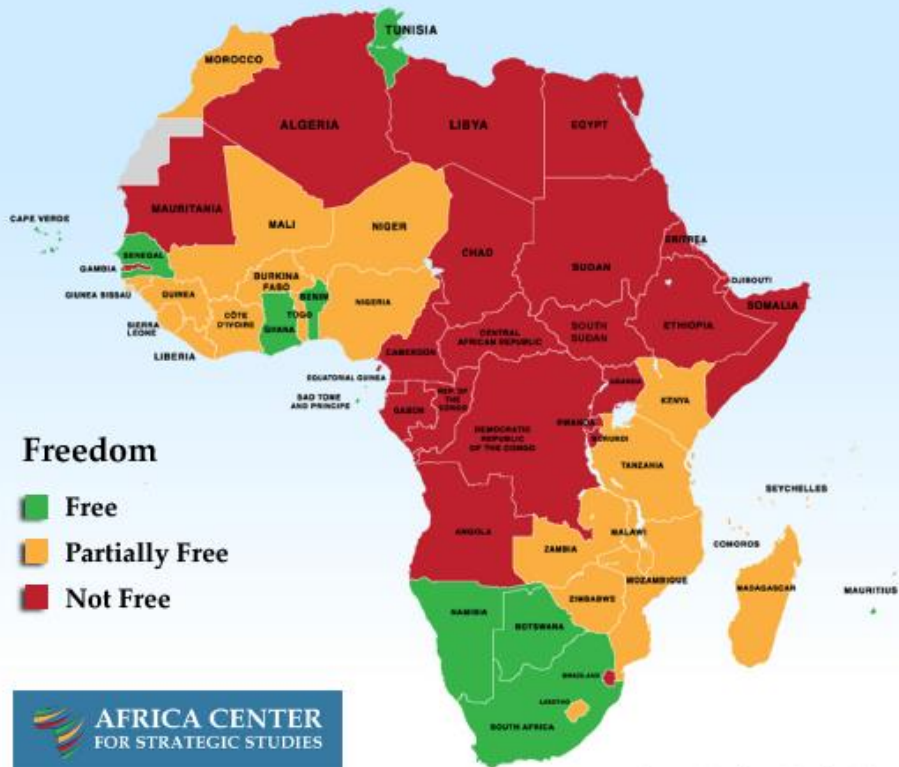 TUNISIA
MOROCCO
ALGERIA
LIBYA
EGYPT
MAURITANIA
CAPE VERDE
MALI
NIGER
CHAD
SUDAN
ERITREA
SENEGAL
GAMBIA
GIUNEA BISSAU
GUINEA
BURKINA
FASO
BENIN
NIGERIA
DJIBOUTI
SOMALIA
SIERRA
LEONE
CÔTE
D'IVOIRE
GHANA
TOGO
LIBERIA
CAMEROON
CENTRAL
AFRICAN REPUBLIC
SOUTH
SUDAN
ETHIOPIA
EQUATORIAL GUINEA
SAO TOME
AND PRINCIPE
GABON
REP. OF
THE
CONGO
UGANDA
KENYA
DEMOCRATIC
REPUBLIC
OF THE CONGO
RWANDA
BURUNDI
TANZANIA
SEYCHELLES
Freedom
Free
Partially Free
Not Free
ANGOLA
ZAMBIA
MALAWI
COMOROS
MOZAMBIQUE
MADAGASCAR
MAURITIUS
ZIMBABWE
NAMIBIA
BOTSWANA
SWAZILAND
LESOTHO
SOUTH AFRICA
AFRICA CENTER
FOR STRATEGIC STUDIES